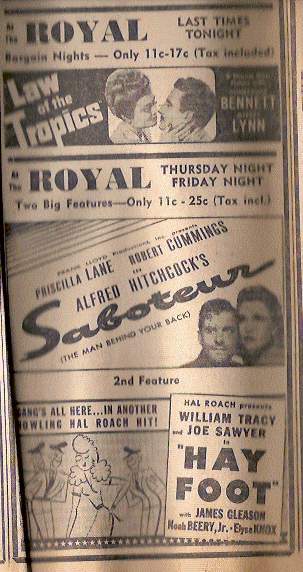 At The ROYAL LAST TIMES TONIGHT
Bargain Nights — Only 11c-17c (Tax included)
Law of the Tropics
BENNETT
LYNN
At The ROYAL THURSDAY NIGHT FRIDAY NIGHT
Two Big Features—Only 11c - 25c (Tax incl.)
FRANK LLOYD Productions, Inc. presents
PRISCILLA LANE ROBERT CUMMINGS
in
ALFRED HITCHCOCK'S
Saboteur
(THE MAN BEHIND YOUR BACK)
2nd Feature
GANG'S ALL HERE...IN ANOTHER
HOWLING HAL ROACH HIT!
HAL ROACH presents
WILLIAM TRACY
and JOE SAWYER
in
"HAY
FOOT"
with JAMES GLEASON
Noah BEERY, Jr. - Elyse KNOX